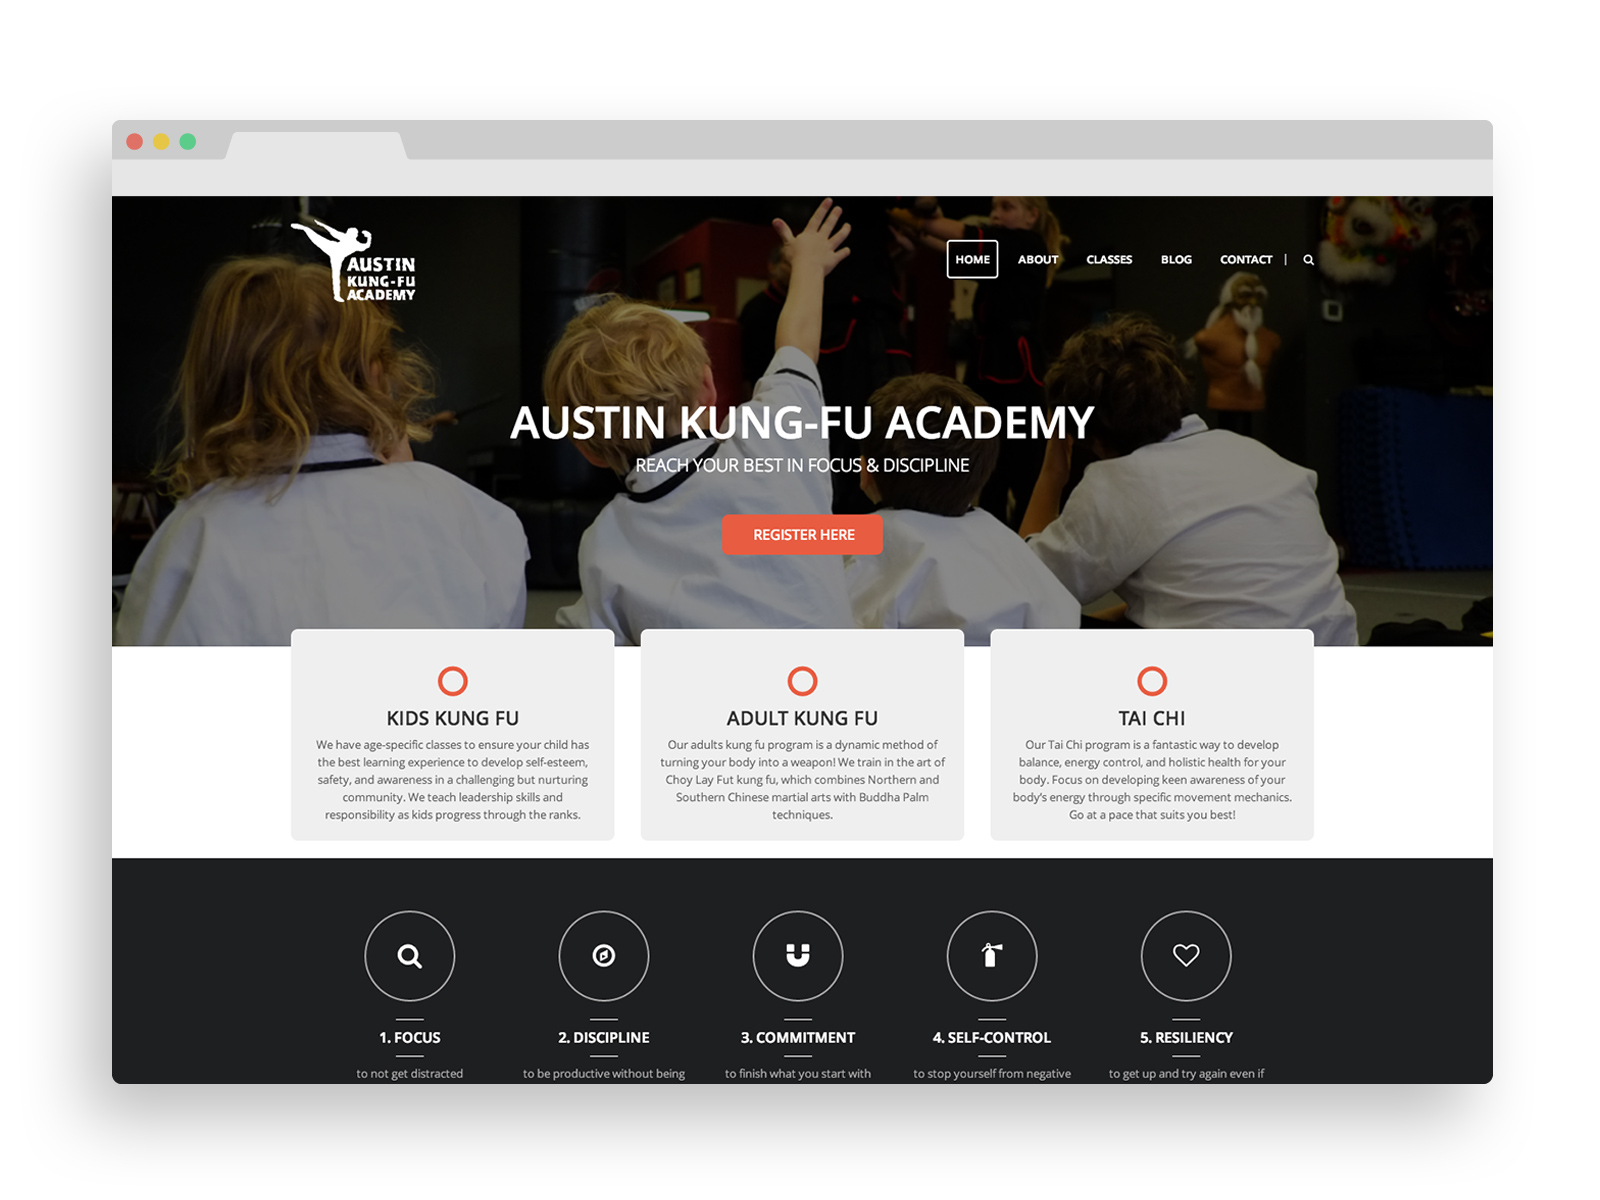 AUSTIN
KUNG-FU
ACADEMY
HOME
ABOUT
CLASSES
BLOG
CONTACT |
AUSTIN KUNG-FU ACADEMY
REACH YOUR BEST IN FOCUS & DISCIPLINE
REGISTER HERE
KIDS KUNG FU
We have age-specific classes to ensure your child has
the best learning experience to develop self-esteem,
safety, and awareness in a challenging but nurturing
community. We teach leadership skills and
responsibility as kids progress through the ranks.
ADULT KUNG FU
Our adults kung fu program is a dynamic method of
turning your body into a weapon! We train in the art of
Choy Lay Fut kung fu, which combines Northern and
Southern Chinese martial arts with Buddha Palm
techniques.
TAI CHI
Our Tai Chi program is a fantastic way to develop
balance, energy control, and holistic health for your
body. Focus on developing keen awareness of your
body's energy through specific movement mechanics.
Go at a pace that suits you best!
1. FOCUS
to not get distracted
2. DISCIPLINE
to be productive without being
3. COMMITMENT
to finish what you start with
4. SELF-CONTROL
to stop yourself from negative
5. RESILIENCY
to get up and try again even if